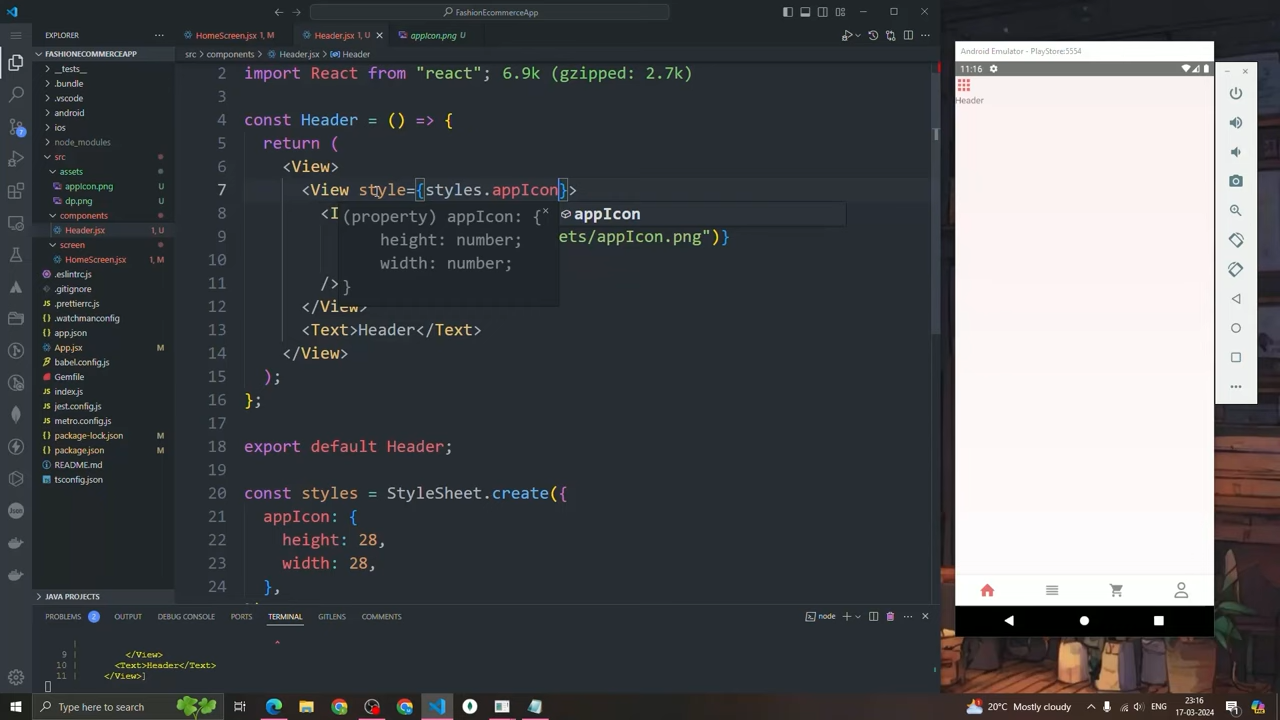 FashionEcommerceApp
EXPLORER
HomeScreen.jsx 1, M
Header.jsx 1, U
appIcon.png U
FASHIONECOMMERCEAPP
src > components > Header.jsx > Header
__tests__
.bundle
.vscode
android
ios
node_modules
src
assets
appIcon.png U
dp.png U
components
Header.jsx 1, U
screen
HomeScreen.jsx 1, M
.eslintrc.js
.gitignore
.prettierrc.js
.watchmanconfig
app.json
App.jsx M
babel.config.js
Gemfile
index.js
jest.config.js
metro.config.js
package-lock.json M
package.json M
README.md
tsconfig.json
JAVA PROJECTS
2 import React from "react"; 6.9k (gzipped: 2.7k)
3
4 const Header = () => {
5 return (
6 <View>
7 <View style={styles.appIcon}>
8 <I
9 ets/appIcon.png")}
10
11 />
12 </View>
13 <Text>Header</Text>
14 </View>
15 );
16 };
17
18 export default Header;
19
20 const styles = StyleSheet.create({
21 appIcon: {
22 height: 28,
23 width: 28,
24 },
(property) appIcon: {
height: number;
width: number;
}
appIcon
PROBLEMS 2 OUTPUT DEBUG CONSOLE PORTS TERMINAL GITLENS COMMENTS
node
^
9 | </View>
10 | <Text>Header</Text>
11 | </View>]
Android Emulator - PlayStore:5554
11:16
Header
Type here to search
20°C Mostly cloudy
ENG
23:16
17-03-2024
1